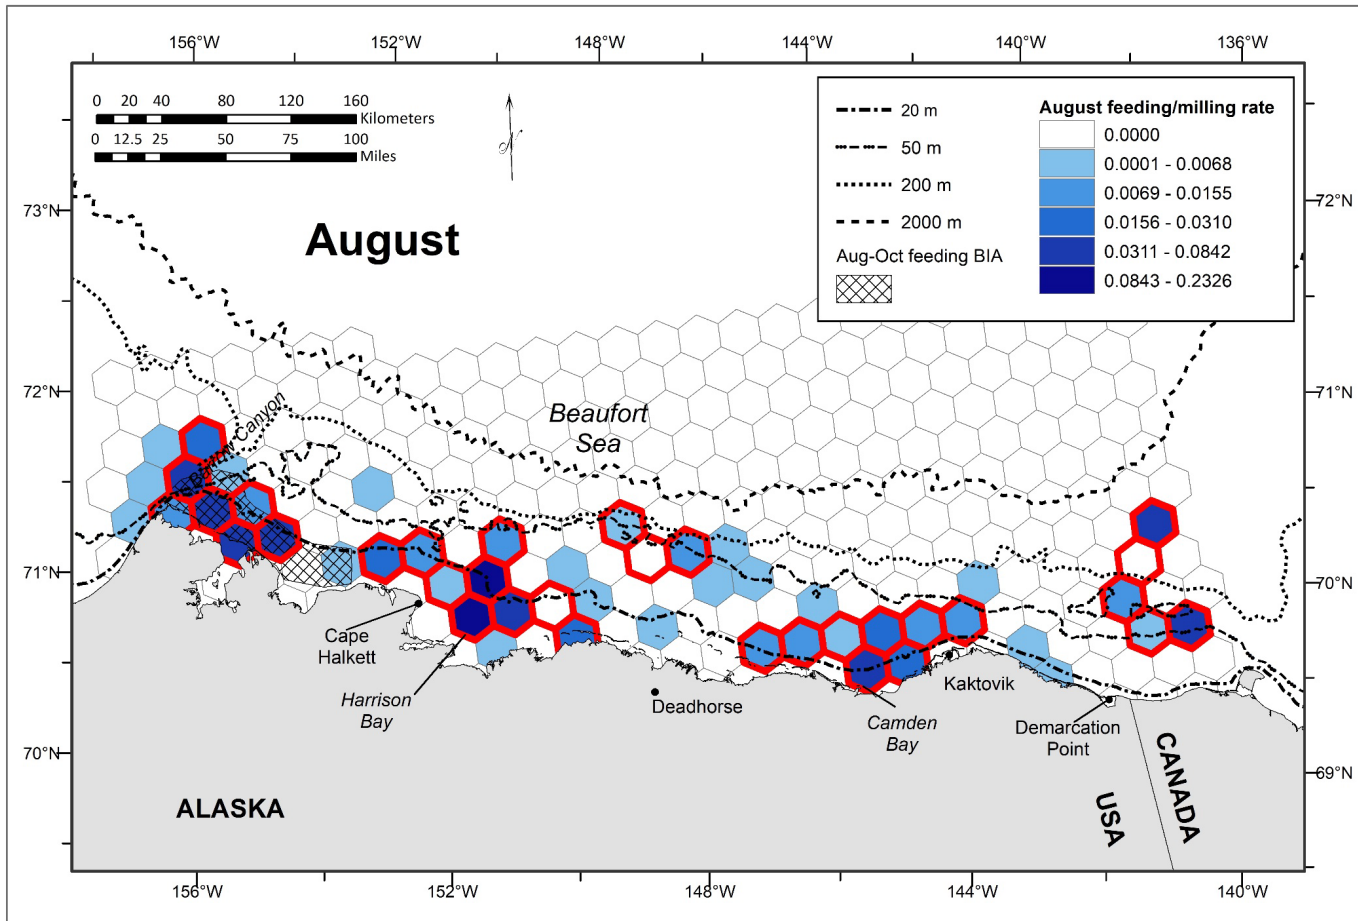 156°W 152°W 148°W 144°W 140°W 136°W
0 20 40 80 120 160
Kilometers
0 12.5 25 50 75 100
Miles
N
August
20 m
50 m
200 m
2000 m
Aug-Oct feeding BIA
August feeding/milling rate
0.0000
0.0001 - 0.0068
0.0069 - 0.0155
0.0156 - 0.0310
0.0311 - 0.0842
0.0843 - 0.2326
73°N
72°N
71°N
70°N
72°N
71°N
70°N
69°N
Beaufort
Sea
Barrow Canyon
Cape
Halkett
Harrison
Bay
Deadhorse
Camden
Bay
Kaktovik
Demarcation
Point
ALASKA
USA
CANADA
156°W 152°W 148°W 144°W 140°W